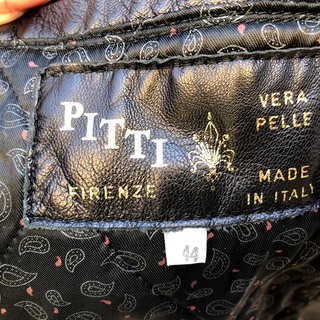 PITTI
FIRENZE
VERA
PELLE
MADE
IN ITALY
44